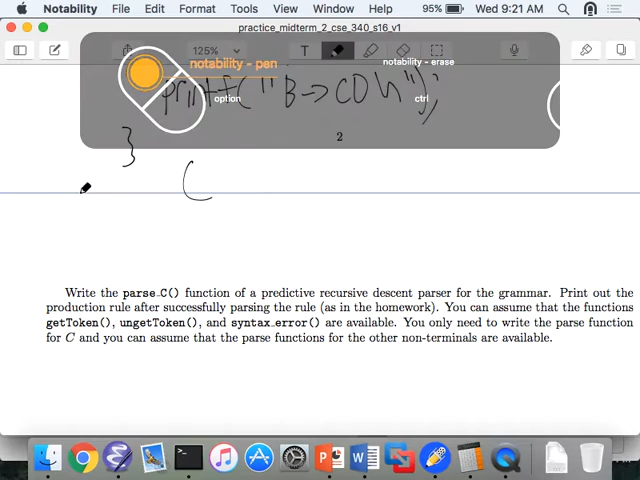 Notability File Edit View Tools Window Help 95% Wed 9:21 AM
practice_midterm_2_cse_340_s16_v1
125% T
notability - pen notability - erase
printf("B->CDh");
option ctrl
2
}
C
Write the parse_C() function of a predictive recursive descent parser for the grammar. Print out the
production rule after successfully parsing the rule (as in the homework). You can assume that the functions
getToken(), ungetToken(), and syntax_error() are available. You only need to write the parse function
for C and you can assume that the parse functions for the other non-terminals are available.